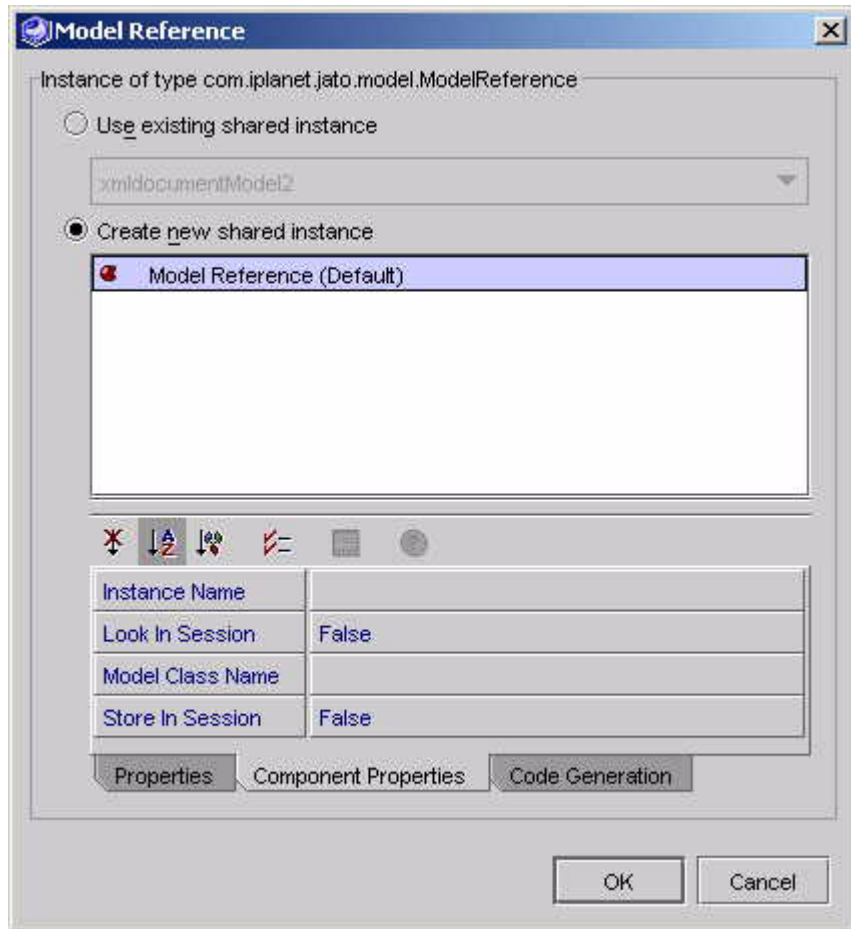 Model Reference
Instance of type com.iplanet.jato.model.ModelReference
Use existing shared instance
xmldocumentModel2
Create new shared instance
Model Reference (Default)
Instance Name
Look In Session False
Model Class Name
Store In Session False
Properties Component Properties Code Generation
OK Cancel